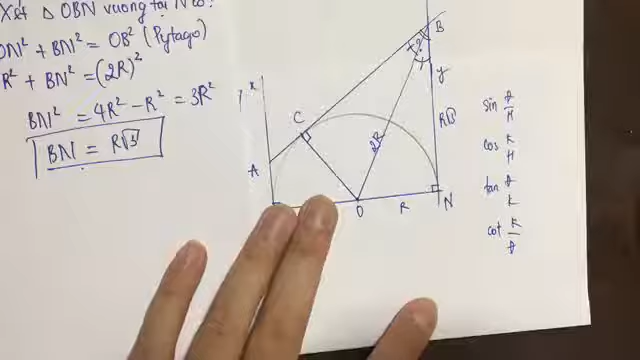 Xét △ OBN vuông tại N có:
ON² + BN² = OB² (Pytago)
R² + BN² = (2R)²
BN² = 4R² − R² = 3R²
BN = R√3
x
B
?
y
C
R√3
A
2R
O
R
N
sin Đ/H
cos K/H
tan Đ/K
cot K/Đ